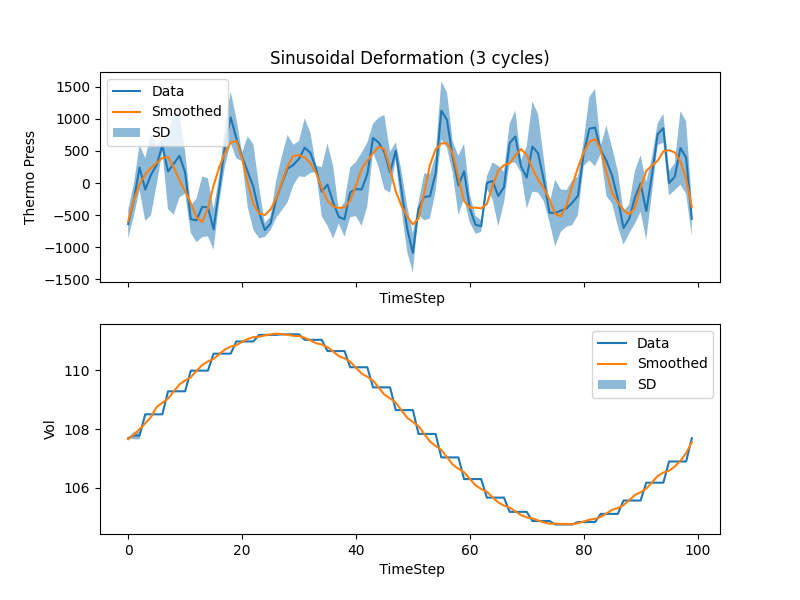 Sinusoidal Deformation (3 cycles)
Thermo Press
1500
1000
500
0
−500
−1000
−1500
Data
Smoothed
SD
TimeStep
Vol
110
108
106
Data
Smoothed
SD
0 20 40 60 80 100
TimeStep